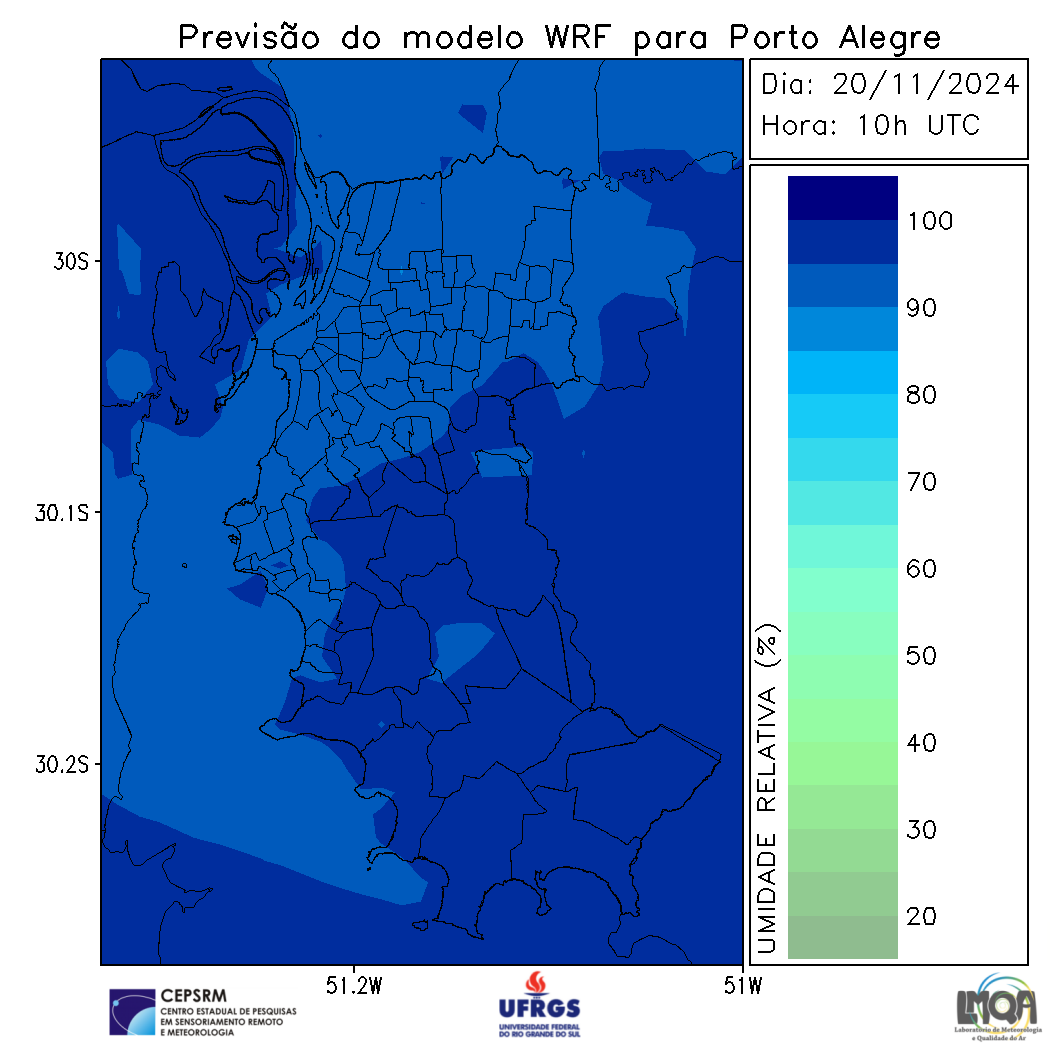 Previsão do modelo WRF para Porto Alegre
Dia: 20/11/2024
Hora: 10h UTC
30S
30.1S
30.2S
51.2W
51W
UMIDADE RELATIVA (%)
100
90
80
70
60
50
40
30
20
CEPSRM
CENTRO ESTADUAL DE PESQUISAS
EM SENSORIAMENTO REMOTO
E METEOROLOGIA
UFRGS
UNIVERSIDADE FEDERAL
DO RIO GRANDE DO SUL
LMQA
Laboratório de Meteorologia
e Qualidade do Ar